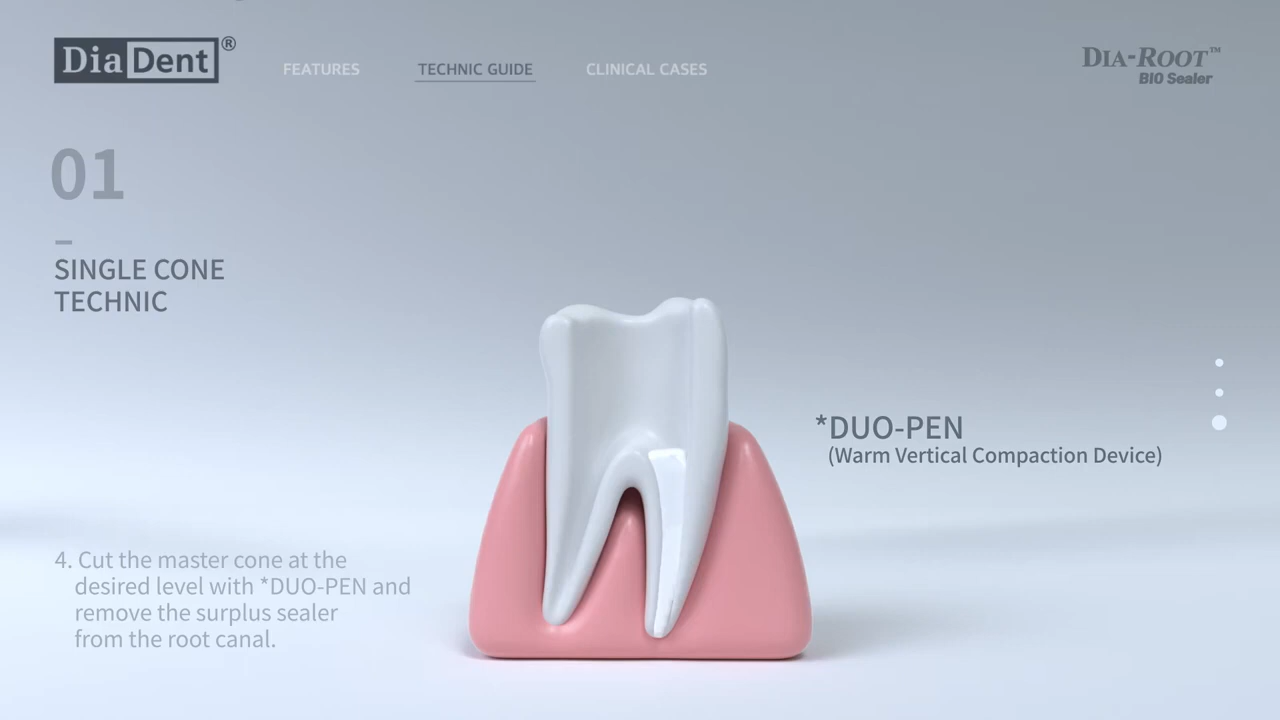 DiaDent®
FEATURES
TECHNIC GUIDE
CLINICAL CASES
DIA-ROOT™
BIO Sealer
01
SINGLE CONE
TECHNIC
*DUO-PEN
(Warm Vertical Compaction Device)
4. Cut the master cone at the
desired level with *DUO-PEN and
remove the surplus sealer
from the root canal.